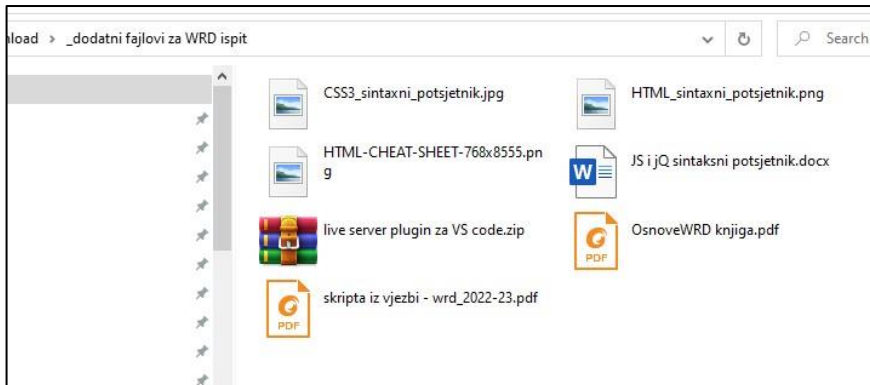 nload > _dodatni fajlovi za WRD ispit
Search
CSS3_sintaxni_potsjetnik.jpg
HTML_sintaxni_potsjetnik.png
HTML-CHEAT-SHEET-768x8555.pn
g
JS i jQ sintaksni potsjetnik.docx
live server plugin za VS code.zip
OsnoveWRD knjiga.pdf
PDF
skripta iz vjezbi - wrd_2022-23.pdf
PDF
W